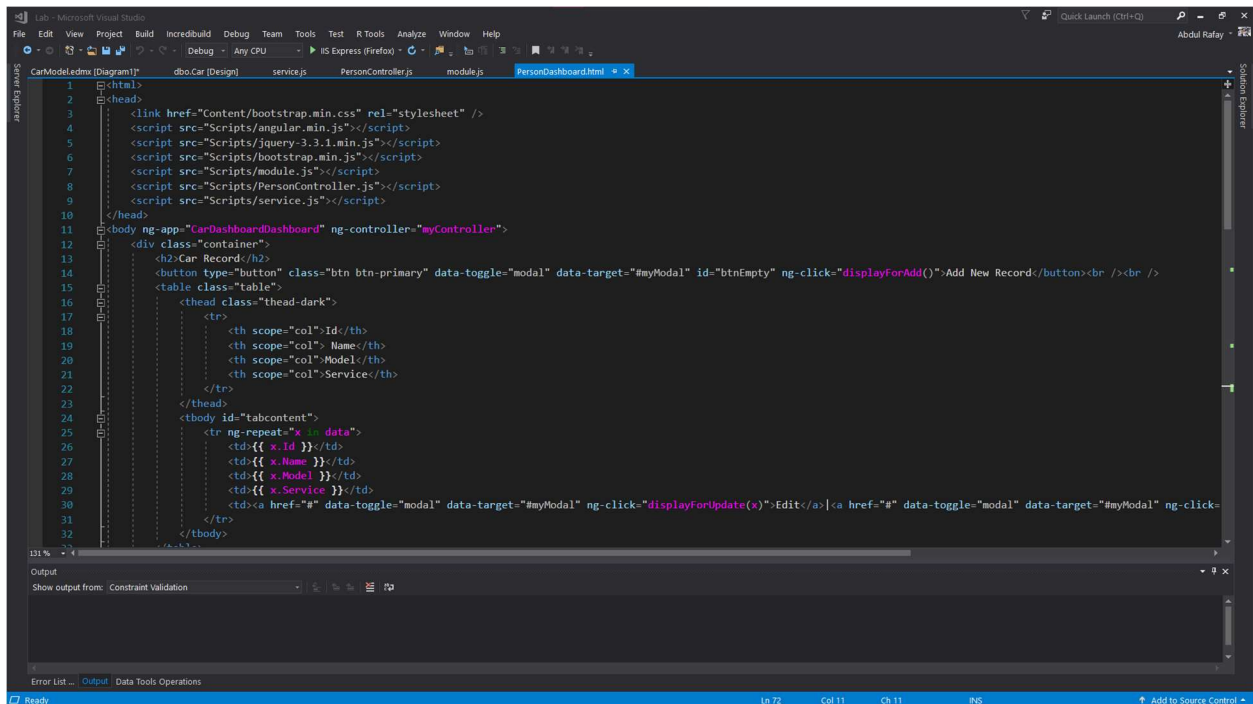 Lab - Microsoft Visual Studio
Quick Launch (Ctrl+Q)
File Edit View Project Build Incredibuild Debug Team Tools Test R Tools Analyze Window Help
Abdul Rafay
Debug Any CPU IIS Express (Firefox)
Server Explorer
Solution Explorer
CarModel.edmx [Diagram1]* dbo.Car [Design] service.js PersonController.js module.js PersonDashboard.html
1 <html>
2 <head>
3 <link href="Content/bootstrap.min.css" rel="stylesheet" />
4 <script src="Scripts/angular.min.js"></script>
5 <script src="Scripts/jquery-3.3.1.min.js"></script>
6 <script src="Scripts/bootstrap.min.js"></script>
7 <script src="Scripts/module.js"></script>
8 <script src="Scripts/PersonController.js"></script>
9 <script src="Scripts/service.js"></script>
10 </head>
11 <body ng-app="CarDashboardDashboard" ng-controller="myController">
12 <div class="container">
13 <h2>Car Record</h2>
14 <button type="button" class="btn btn-primary" data-toggle="modal" data-target="#myModal" id="btnEmpty" ng-click="displayForAdd()">Add New Record</button><br /><br />
15 <table class="table">
16 <thead class="thead-dark">
17 <tr>
18 <th scope="col">Id</th>
19 <th scope="col"> Name</th>
20 <th scope="col">Model</th>
21 <th scope="col">Service</th>
22 </tr>
23 </thead>
24 <tbody id="tabcontent">
25 <tr ng-repeat="x in data">
26 <td>{{ x.Id }}</td>
27 <td>{{ x.Name }}</td>
28 <td>{{ x.Model }}</td>
29 <td>{{ x.Service }}</td>
30 <td><a href="#" data-toggle="modal" data-target="#myModal" ng-click="displayForUpdate(x)">Edit</a>|<a href="#" data-toggle="modal" data-target="#myModal" ng-click=
31 </tr>
32 </tbody>
131 %
Output
Show output from: Constraint Validation
Error List ... Output Data Tools Operations
Ready Ln 72 Col 11 Ch 11 INS Add to Source Control